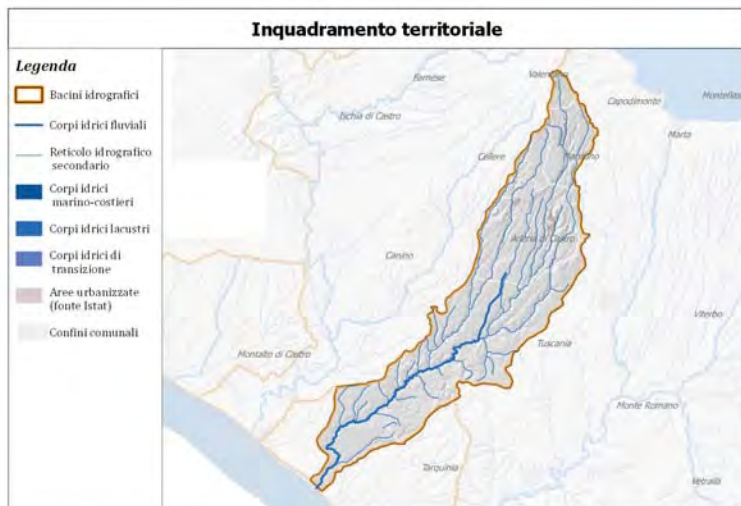 Inquadramento territoriale
Legenda
Bacini idrografici
Corpi idrici fluviali
Reticolo idrografico
secondario
Corpi idrici
marino-costieri
Corpi idrici lacustri
Corpi idrici di
transizione
Aree urbanizzate
(fonte Istat)
Confini comunali
Farnese
Valentano
Capodimonte
Montefiasc
Ischia di Castro
Marta
Cellere
Piansano
Arlena di Castro
Canino
Viterbo
Tuscania
Montalto di Castro
Monte Romano
Tarquinia
Vetralla